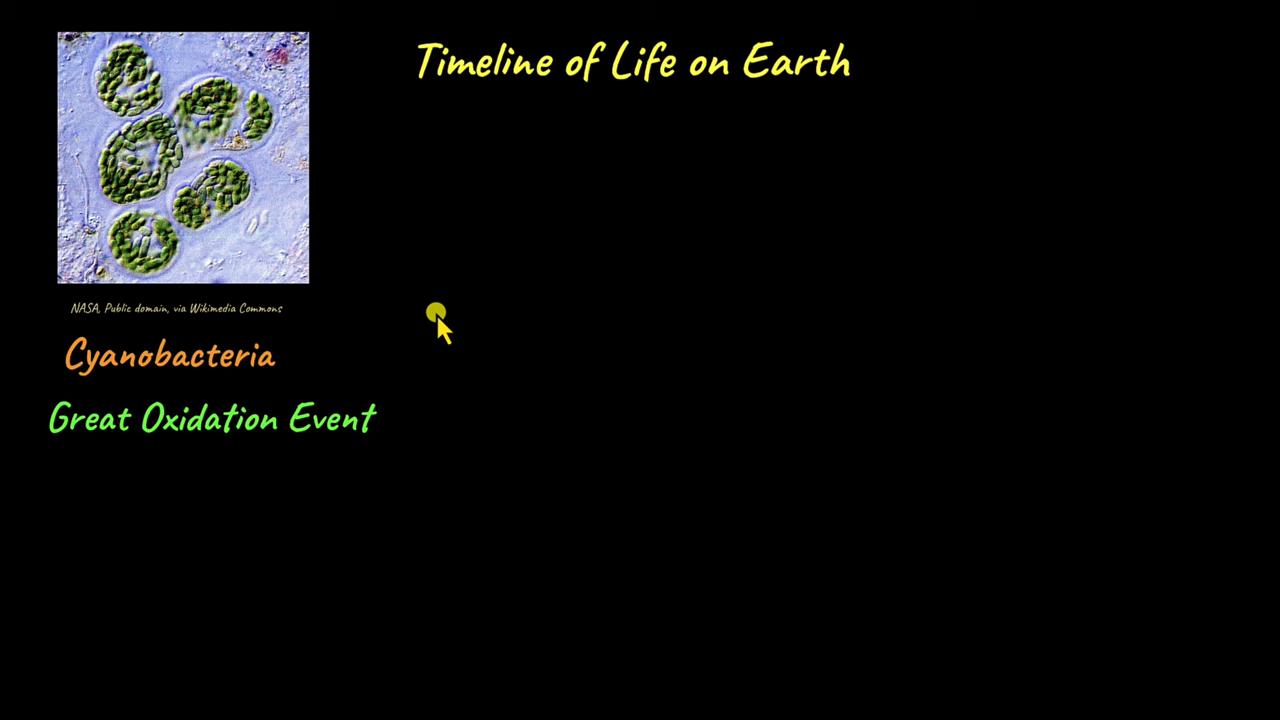 Timeline of Life on Earth
NASA, Public domain, via Wikimedia Commons
Cyanobacteria
Great Oxidation Event